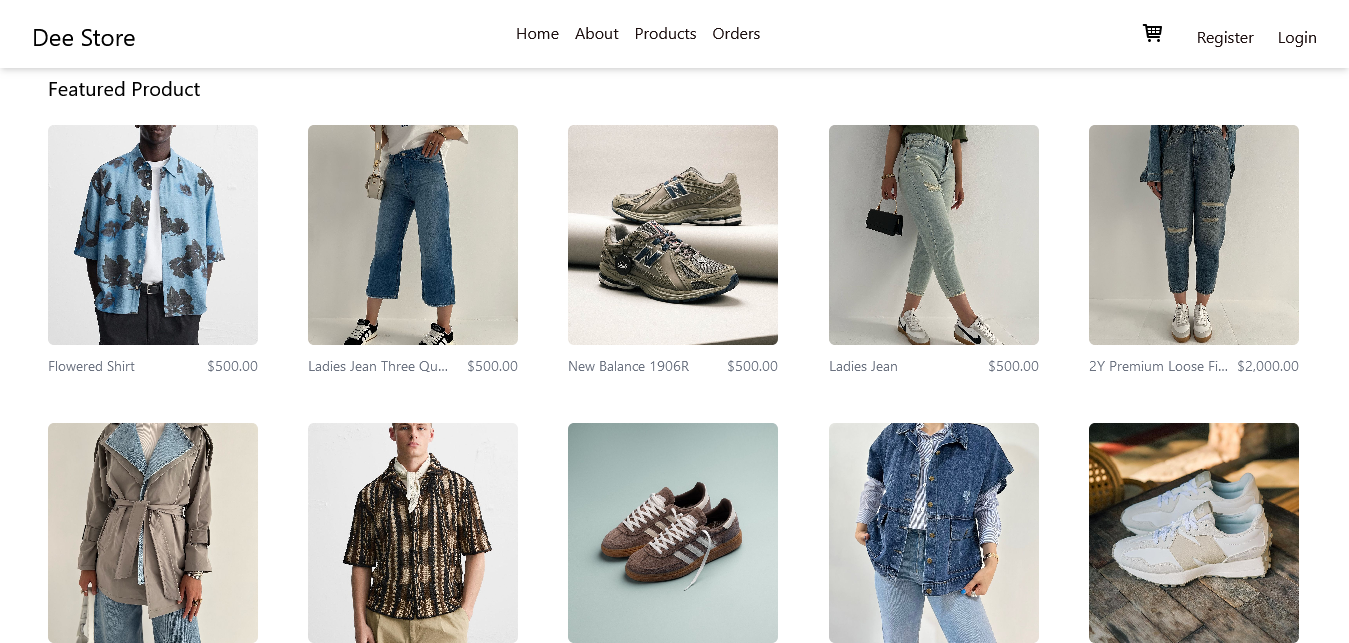 Dee Store
Home About Products Orders
Register Login
Featured Product
Flowered Shirt $500.00
Ladies Jean Three Qu... $500.00
New Balance 1906R $500.00
Ladies Jean $500.00
2Y Premium Loose Fi... $2,000.00